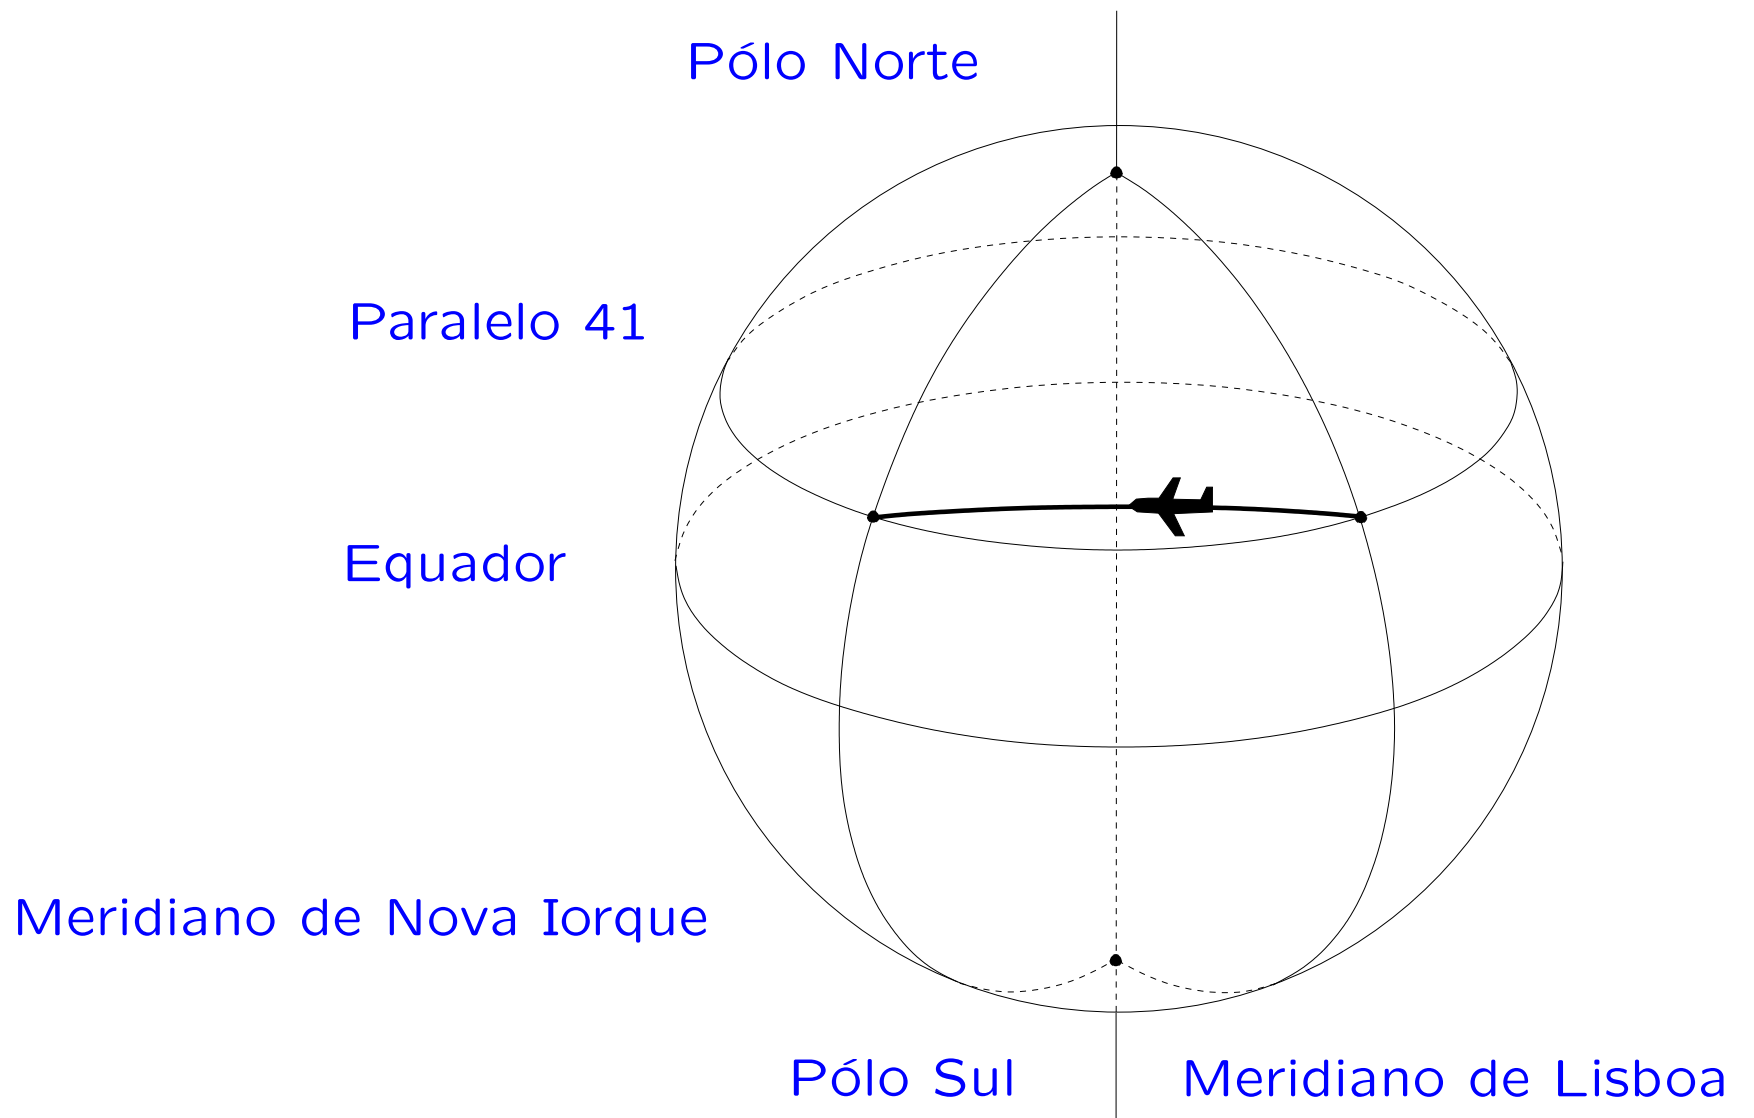 Pólo Norte
Paralelo 41
Equador
Meridiano de Nova Iorque
Pólo Sul
Meridiano de Lisboa